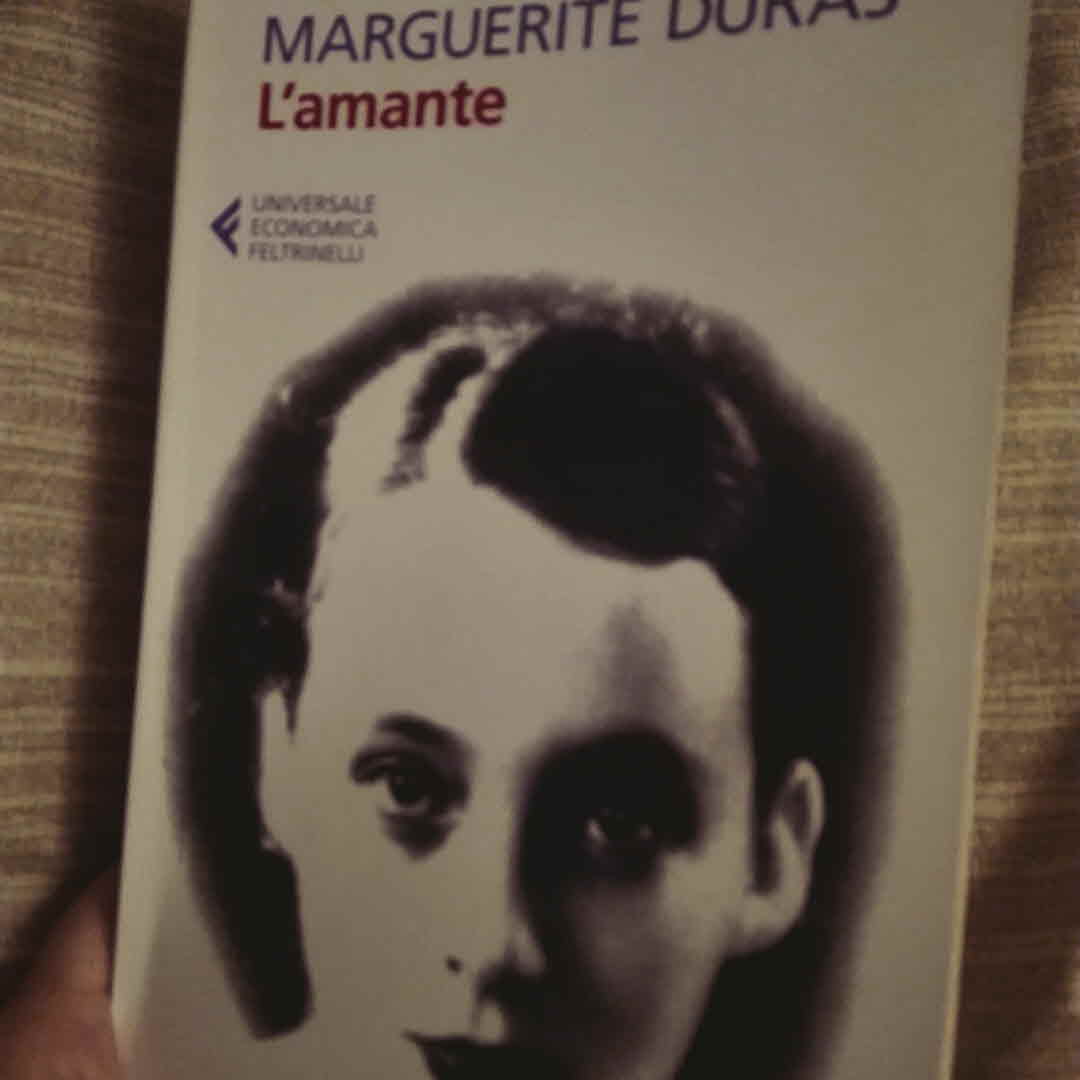 MARGUERITE DURAS
L'amante
UNIVERSALE
ECONOMICA
FELTRINELLI